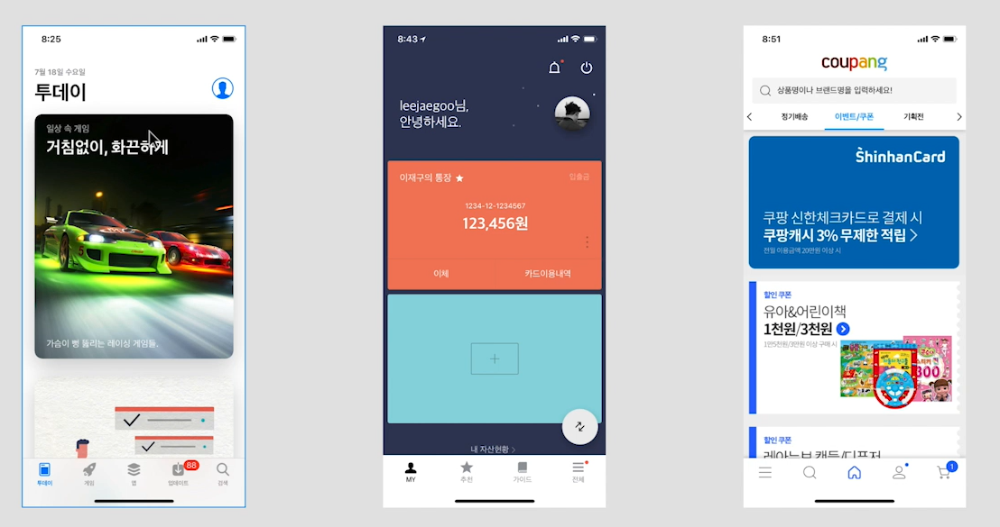 8:25
7월 18일 수요일
투데이
일상 속 게임
거침없이, 화끈하게
가슴이 뻥 뚫리는 레이싱 게임들.
88
투데이
게임
앱
업데이트
검색
8:43
leejaegoo님,
안녕하세요.
이재구의 통장
입출금
1234-12-1234567
123,456원
이체
카드이용내역
내 자산현황 >
MY
추천
가이드
전체
8:51
coupang
상품명이나 브랜드명을 입력하세요!
정기배송
이벤트/쿠폰
기획전
ShinhanCard
쿠팡 신한체크카드로 결제 시
쿠팡캐시 3% 무제한 적립 >
전월 이용금액 20만원 이상 시
할인 쿠폰
유아&어린이책
1천원/3천원
1만5천원/3만원 이상 구매 시
300
할인 쿠폰
1